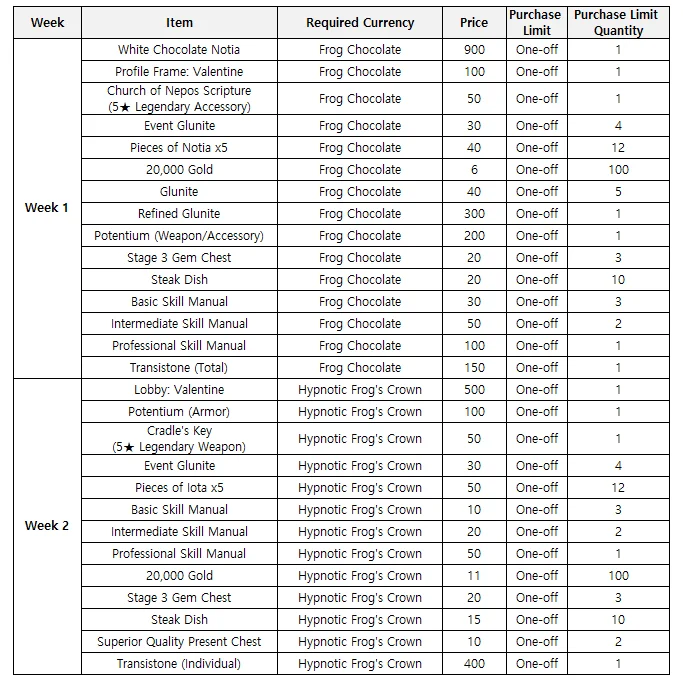 Week Item Required Currency Price Purchase Limit Purchase Limit Quantity
Week 1
White Chocolate Notia Frog Chocolate 900 One-off 1
Profile Frame: Valentine Frog Chocolate 100 One-off 1
Church of Nepos Scripture
(5★ Legendary Accessory) Frog Chocolate 50 One-off 1
Event Glunite Frog Chocolate 30 One-off 4
Pieces of Notia x5 Frog Chocolate 40 One-off 12
20,000 Gold Frog Chocolate 6 One-off 100
Glunite Frog Chocolate 40 One-off 5
Refined Glunite Frog Chocolate 300 One-off 1
Potentium (Weapon/Accessory) Frog Chocolate 200 One-off 1
Stage 3 Gem Chest Frog Chocolate 20 One-off 3
Steak Dish Frog Chocolate 20 One-off 10
Basic Skill Manual Frog Chocolate 30 One-off 3
Intermediate Skill Manual Frog Chocolate 50 One-off 2
Professional Skill Manual Frog Chocolate 100 One-off 1
Transistone (Total) Frog Chocolate 150 One-off 1
Week 2
Lobby: Valentine Hypnotic Frog's Crown 500 One-off 1
Potentium (Armor) Hypnotic Frog's Crown 100 One-off 1
Cradle's Key
(5★ Legendary Weapon) Hypnotic Frog's Crown 50 One-off 1
Event Glunite Hypnotic Frog's Crown 30 One-off 4
Pieces of Iota x5 Hypnotic Frog's Crown 50 One-off 12
Basic Skill Manual Hypnotic Frog's Crown 10 One-off 3
Intermediate Skill Manual Hypnotic Frog's Crown 20 One-off 2
Professional Skill Manual Hypnotic Frog's Crown 50 One-off 1
20,000 Gold Hypnotic Frog's Crown 11 One-off 100
Stage 3 Gem Chest Hypnotic Frog's Crown 20 One-off 3
Steak Dish Hypnotic Frog's Crown 15 One-off 10
Superior Quality Present Chest Hypnotic Frog's Crown 10 One-off 2
Transistone (Individual) Hypnotic Frog's Crown 400 One-off 1